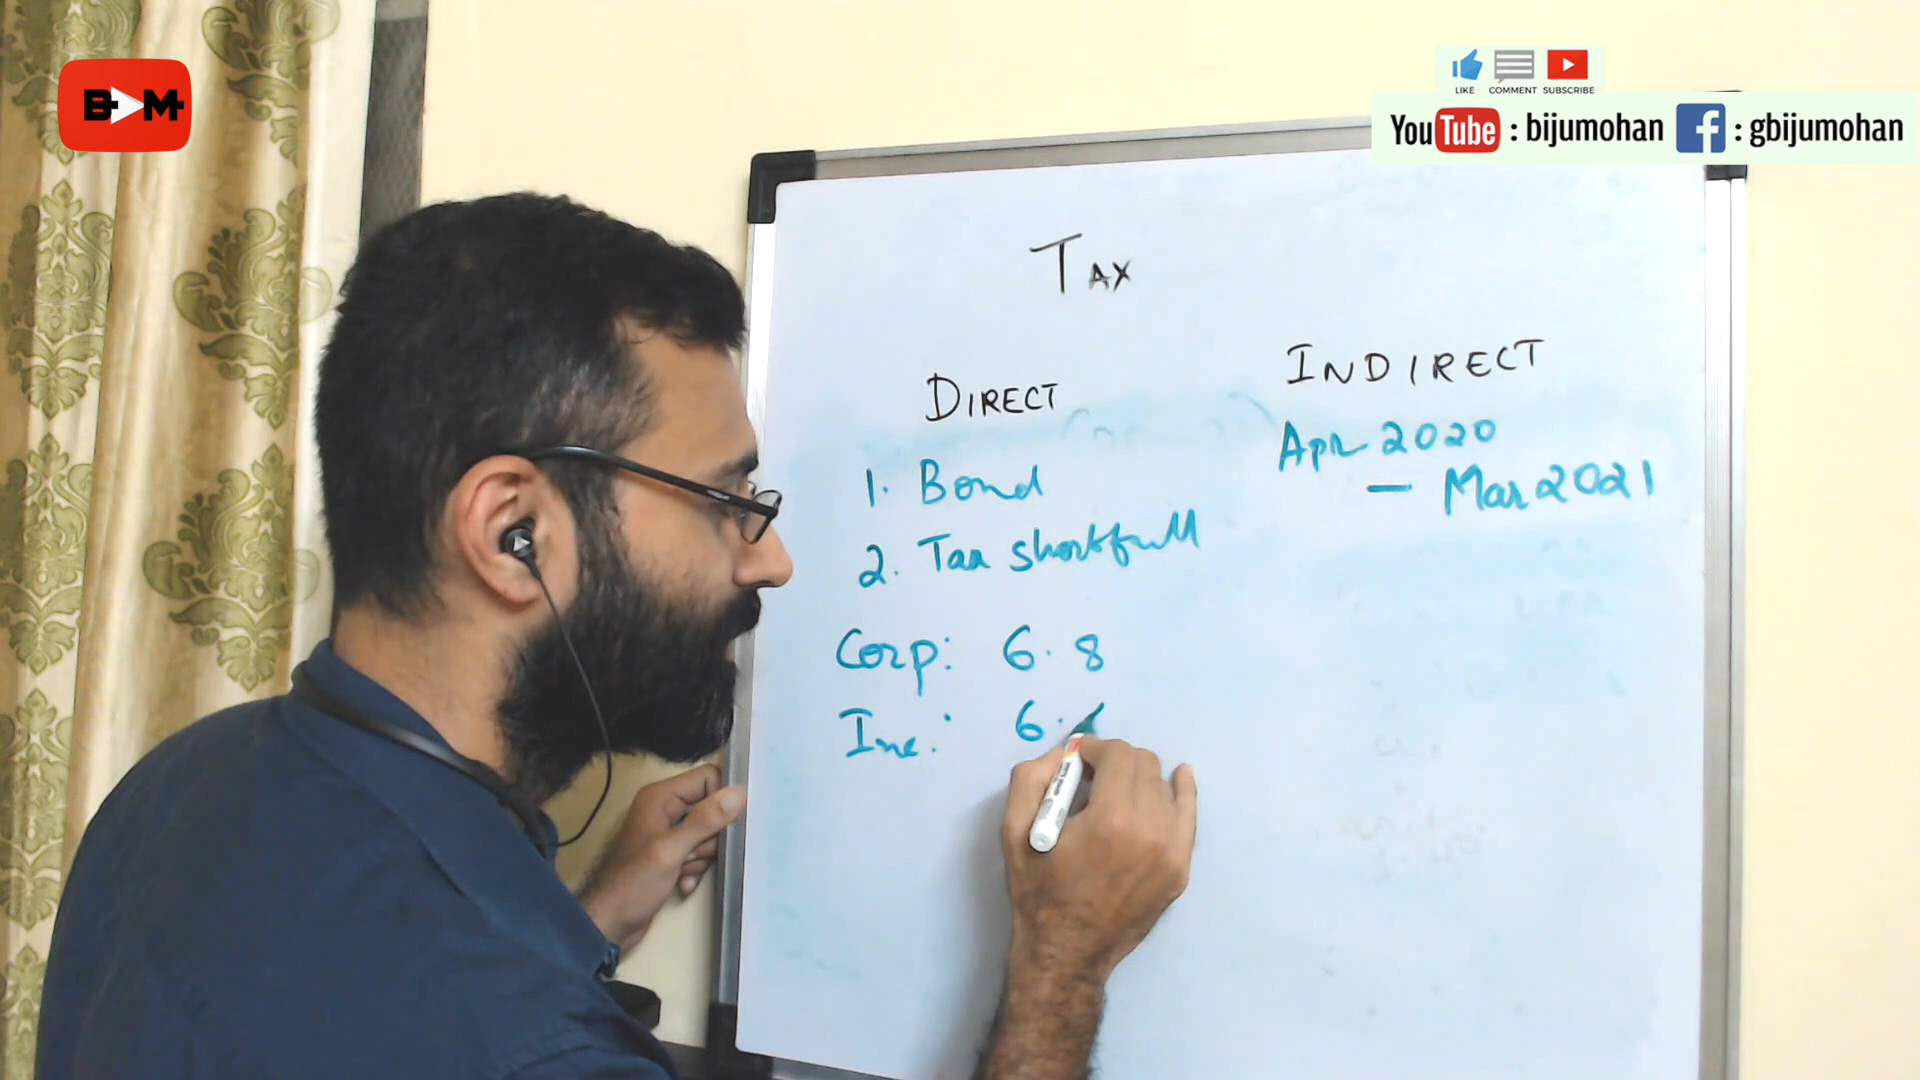 B M
LIKE COMMENT SUBSCRIBE
YouTube : bijumohan f : gbijumohan
TAX
DIRECT
INDIRECT
Apr 2020
— Mar 2021
1. Bond
2. Tax shortfall
Corp: 6.8
Inc: 6.